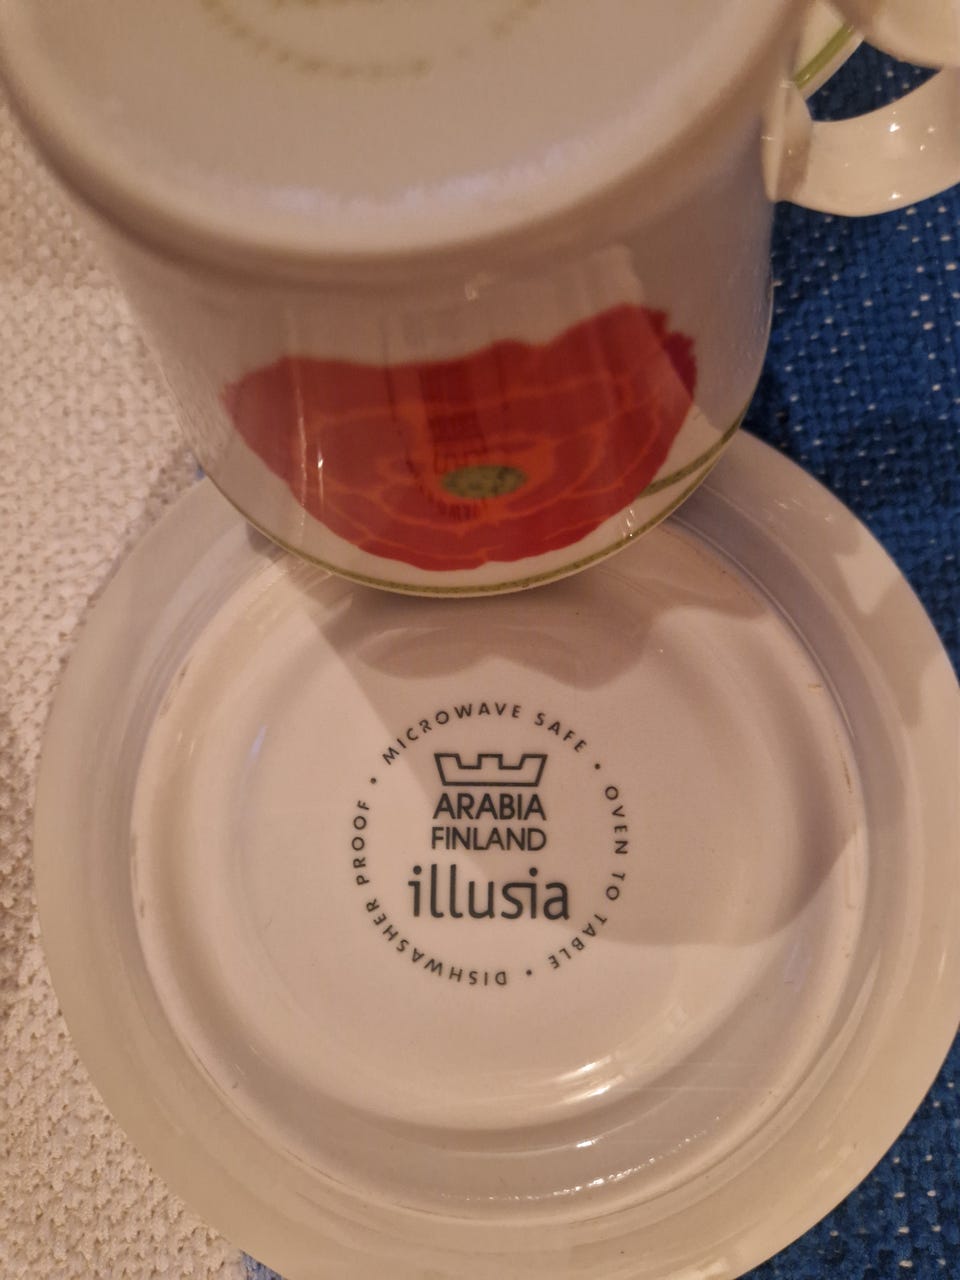 MICROWAVE SAFE • OVEN TO TABLE • DISHWASHER PROOF •
ARABIA
FINLAND
illusia